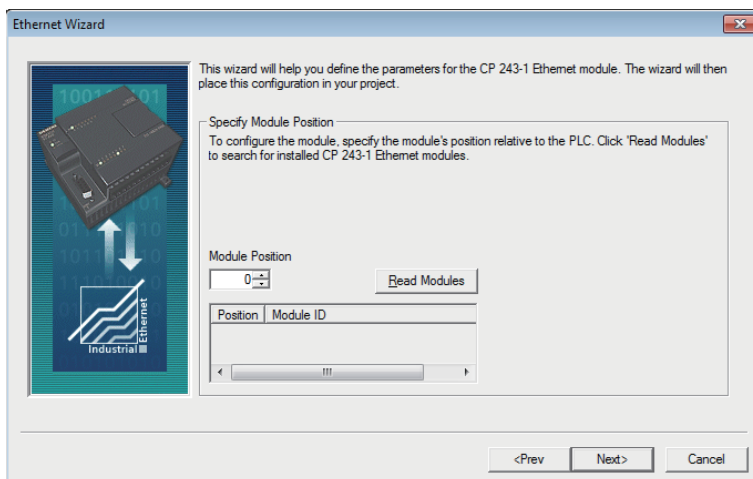 Ethernet Wizard
This wizard will help you define the parameters for the CP 243-1 Ethernet module. The wizard will then
place this configuration in your project.
Specify Module Position
To configure the module, specify the module's position relative to the PLC. Click 'Read Modules'
to search for installed CP 243-1 Ethernet modules.
Module Position
0
Read Modules
Position Module ID
Industrial
Ethernet
<Prev
Next>
Cancel